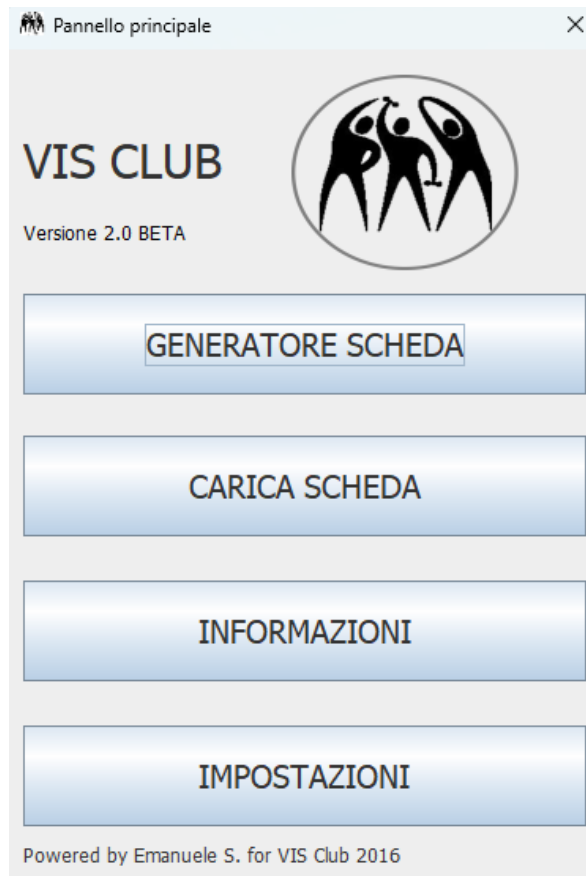 Pannello principale
VIS CLUB
Versione 2.0 BETA
GENERATORE SCHEDA
CARICA SCHEDA
INFORMAZIONI
IMPOSTAZIONI
Powered by Emanuele S. for VIS Club 2016